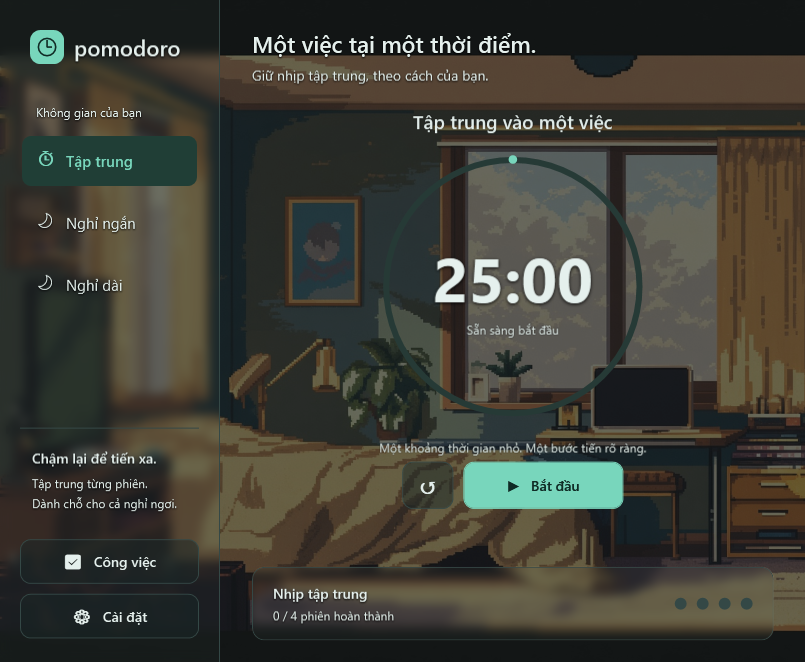 pomodoro
Không gian của bạn
Tập trung
Nghỉ ngắn
Nghỉ dài
Chậm lại để tiến xa.
Tập trung từng phiên.
Dành chỗ cho cả nghỉ ngơi.
Công việc
Cài đặt
Một việc tại một thời điểm.
Giữ nhịp tập trung, theo cách của bạn.
Tập trung vào một việc
25:00
Sẵn sàng bắt đầu
Một khoảng thời gian nhỏ. Một bước tiến rõ ràng.
Bắt đầu
Nhịp tập trung
0 / 4 phiên hoàn thành